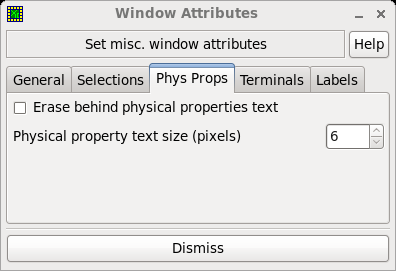 Window Attributes
Set misc. window attributes
Help
General
Selections
Phys Props
Terminals
Labels
Erase behind physical properties text
Physical property text size (pixels)
6
Dismiss